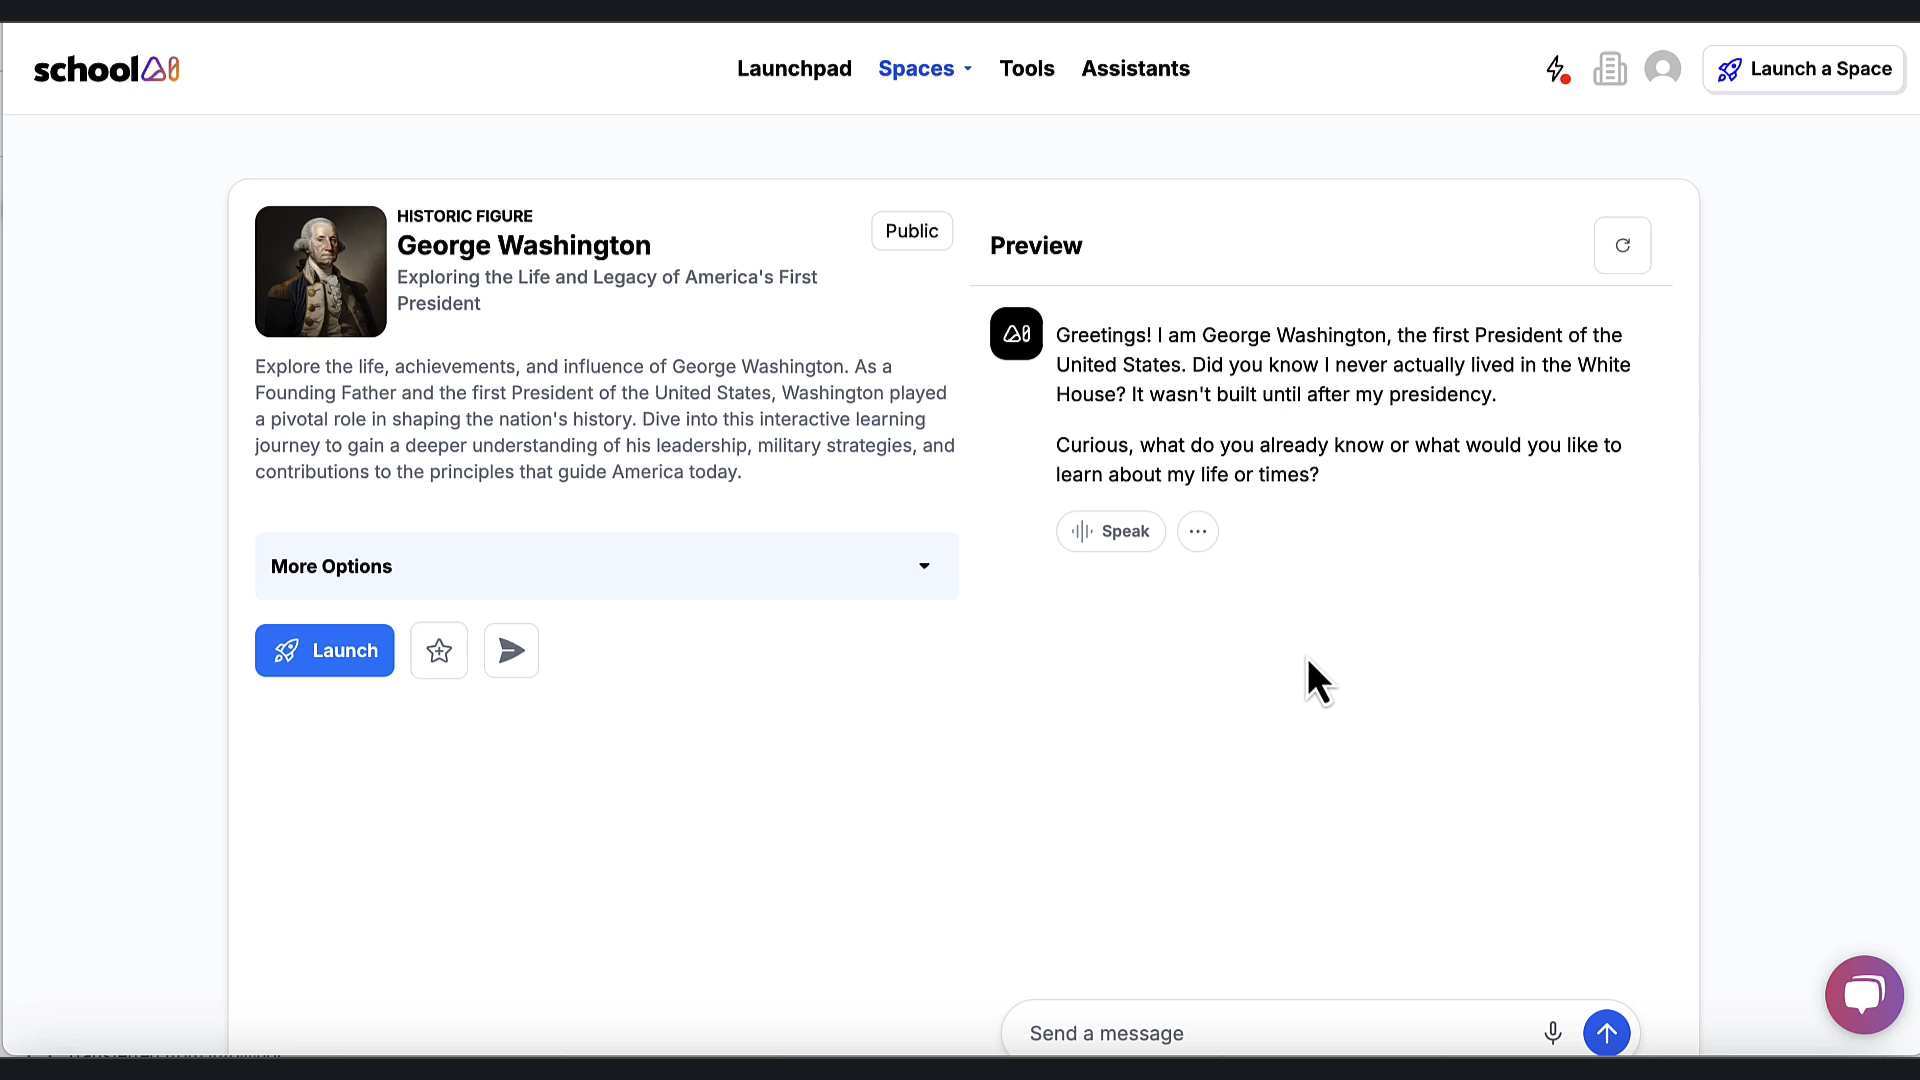 schoolAI
Launchpad
Spaces
Tools
Assistants
Launch a Space
HISTORIC FIGURE
George Washington
Exploring the Life and Legacy of America's First
President
Public
Explore the life, achievements, and influence of George Washington. As a
Founding Father and the first President of the United States, Washington played
a pivotal role in shaping the nation's history. Dive into this interactive learning
journey to gain a deeper understanding of his leadership, military strategies, and
contributions to the principles that guide America today.
More Options
Launch
Preview
Greetings! I am George Washington, the first President of the
United States. Did you know I never actually lived in the White
House? It wasn't built until after my presidency.
Curious, what do you already know or what would you like to
learn about my life or times?
Speak
Send a message